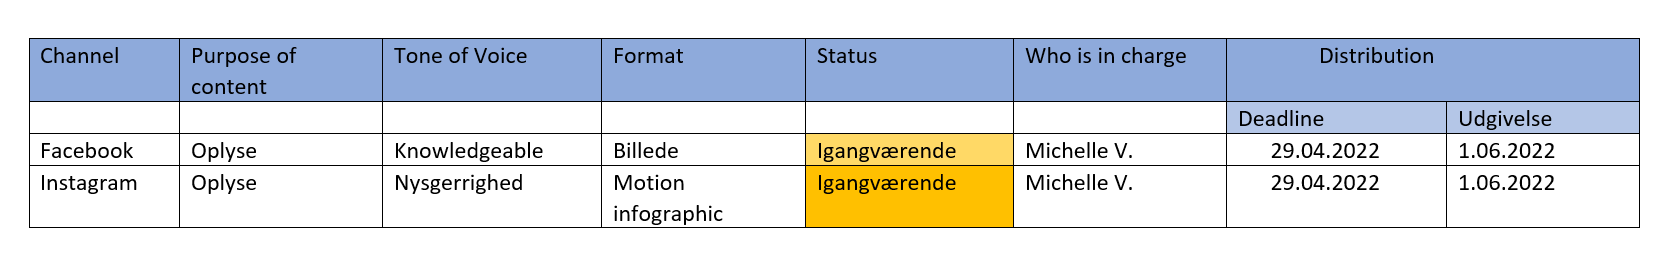 Channel Purpose of content Tone of Voice Format Status Who is in charge Distribution
Deadline Udgivelse
Facebook Oplyse Knowledgeable Billede Igangværende Michelle V. 29.04.2022 1.06.2022
Instagram Oplyse Nysgerrighed Motion infographic Igangværende Michelle V. 29.04.2022 1.06.2022